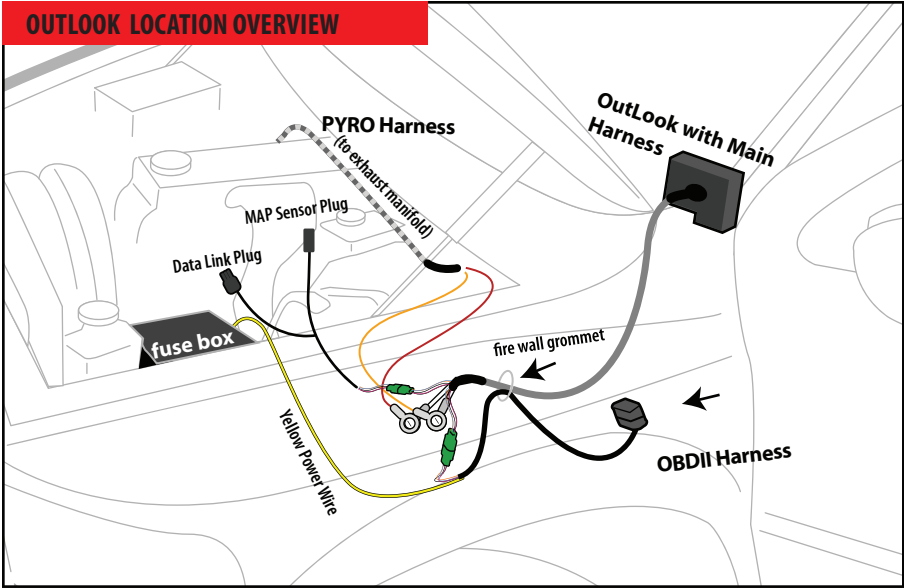 OUTLOOK LOCATION OVERVIEW
PYRO Harness
(to exhaust manifold)
OutLook with Main
Harness
MAP Sensor Plug
Data Link Plug
fuse box
fire wall grommet
Yellow Power Wire
OBDII Harness